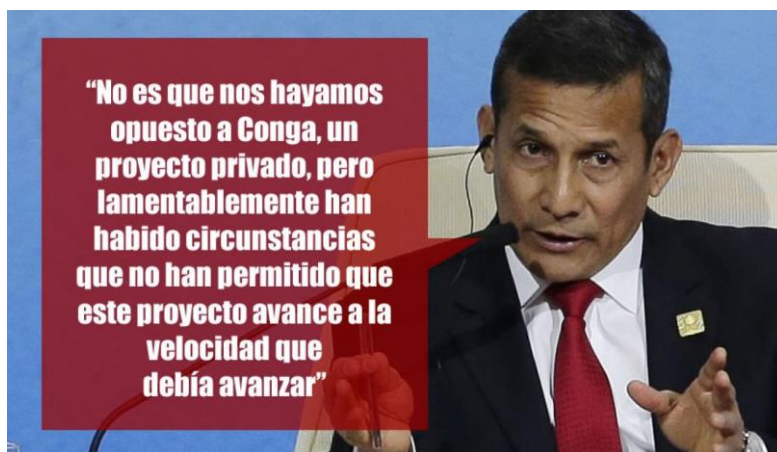 “No es que nos hayamos
opuesto a Conga, un
proyecto privado, pero
lamentablemente han
habido circunstancias
que no han permitido que
este proyecto avance a la
velocidad que
debía avanzar”